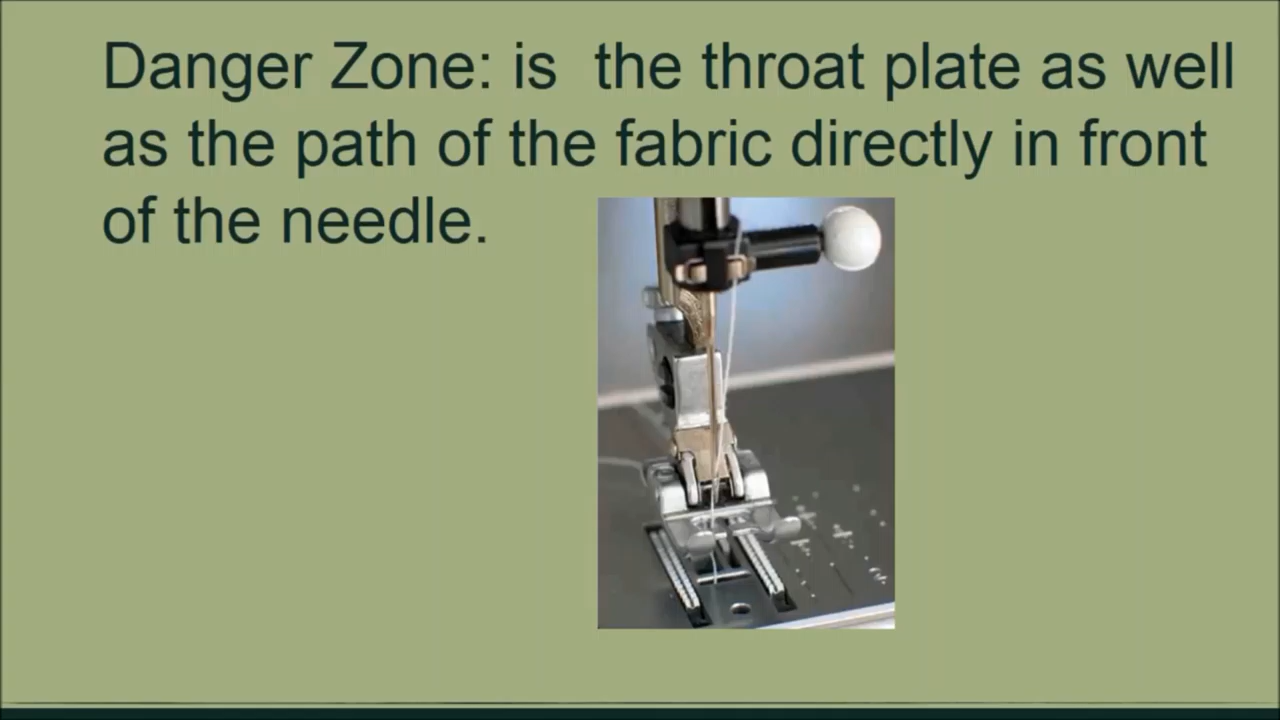 Danger Zone: is  the throat plate as well
as the path of the fabric directly in front
of the needle.